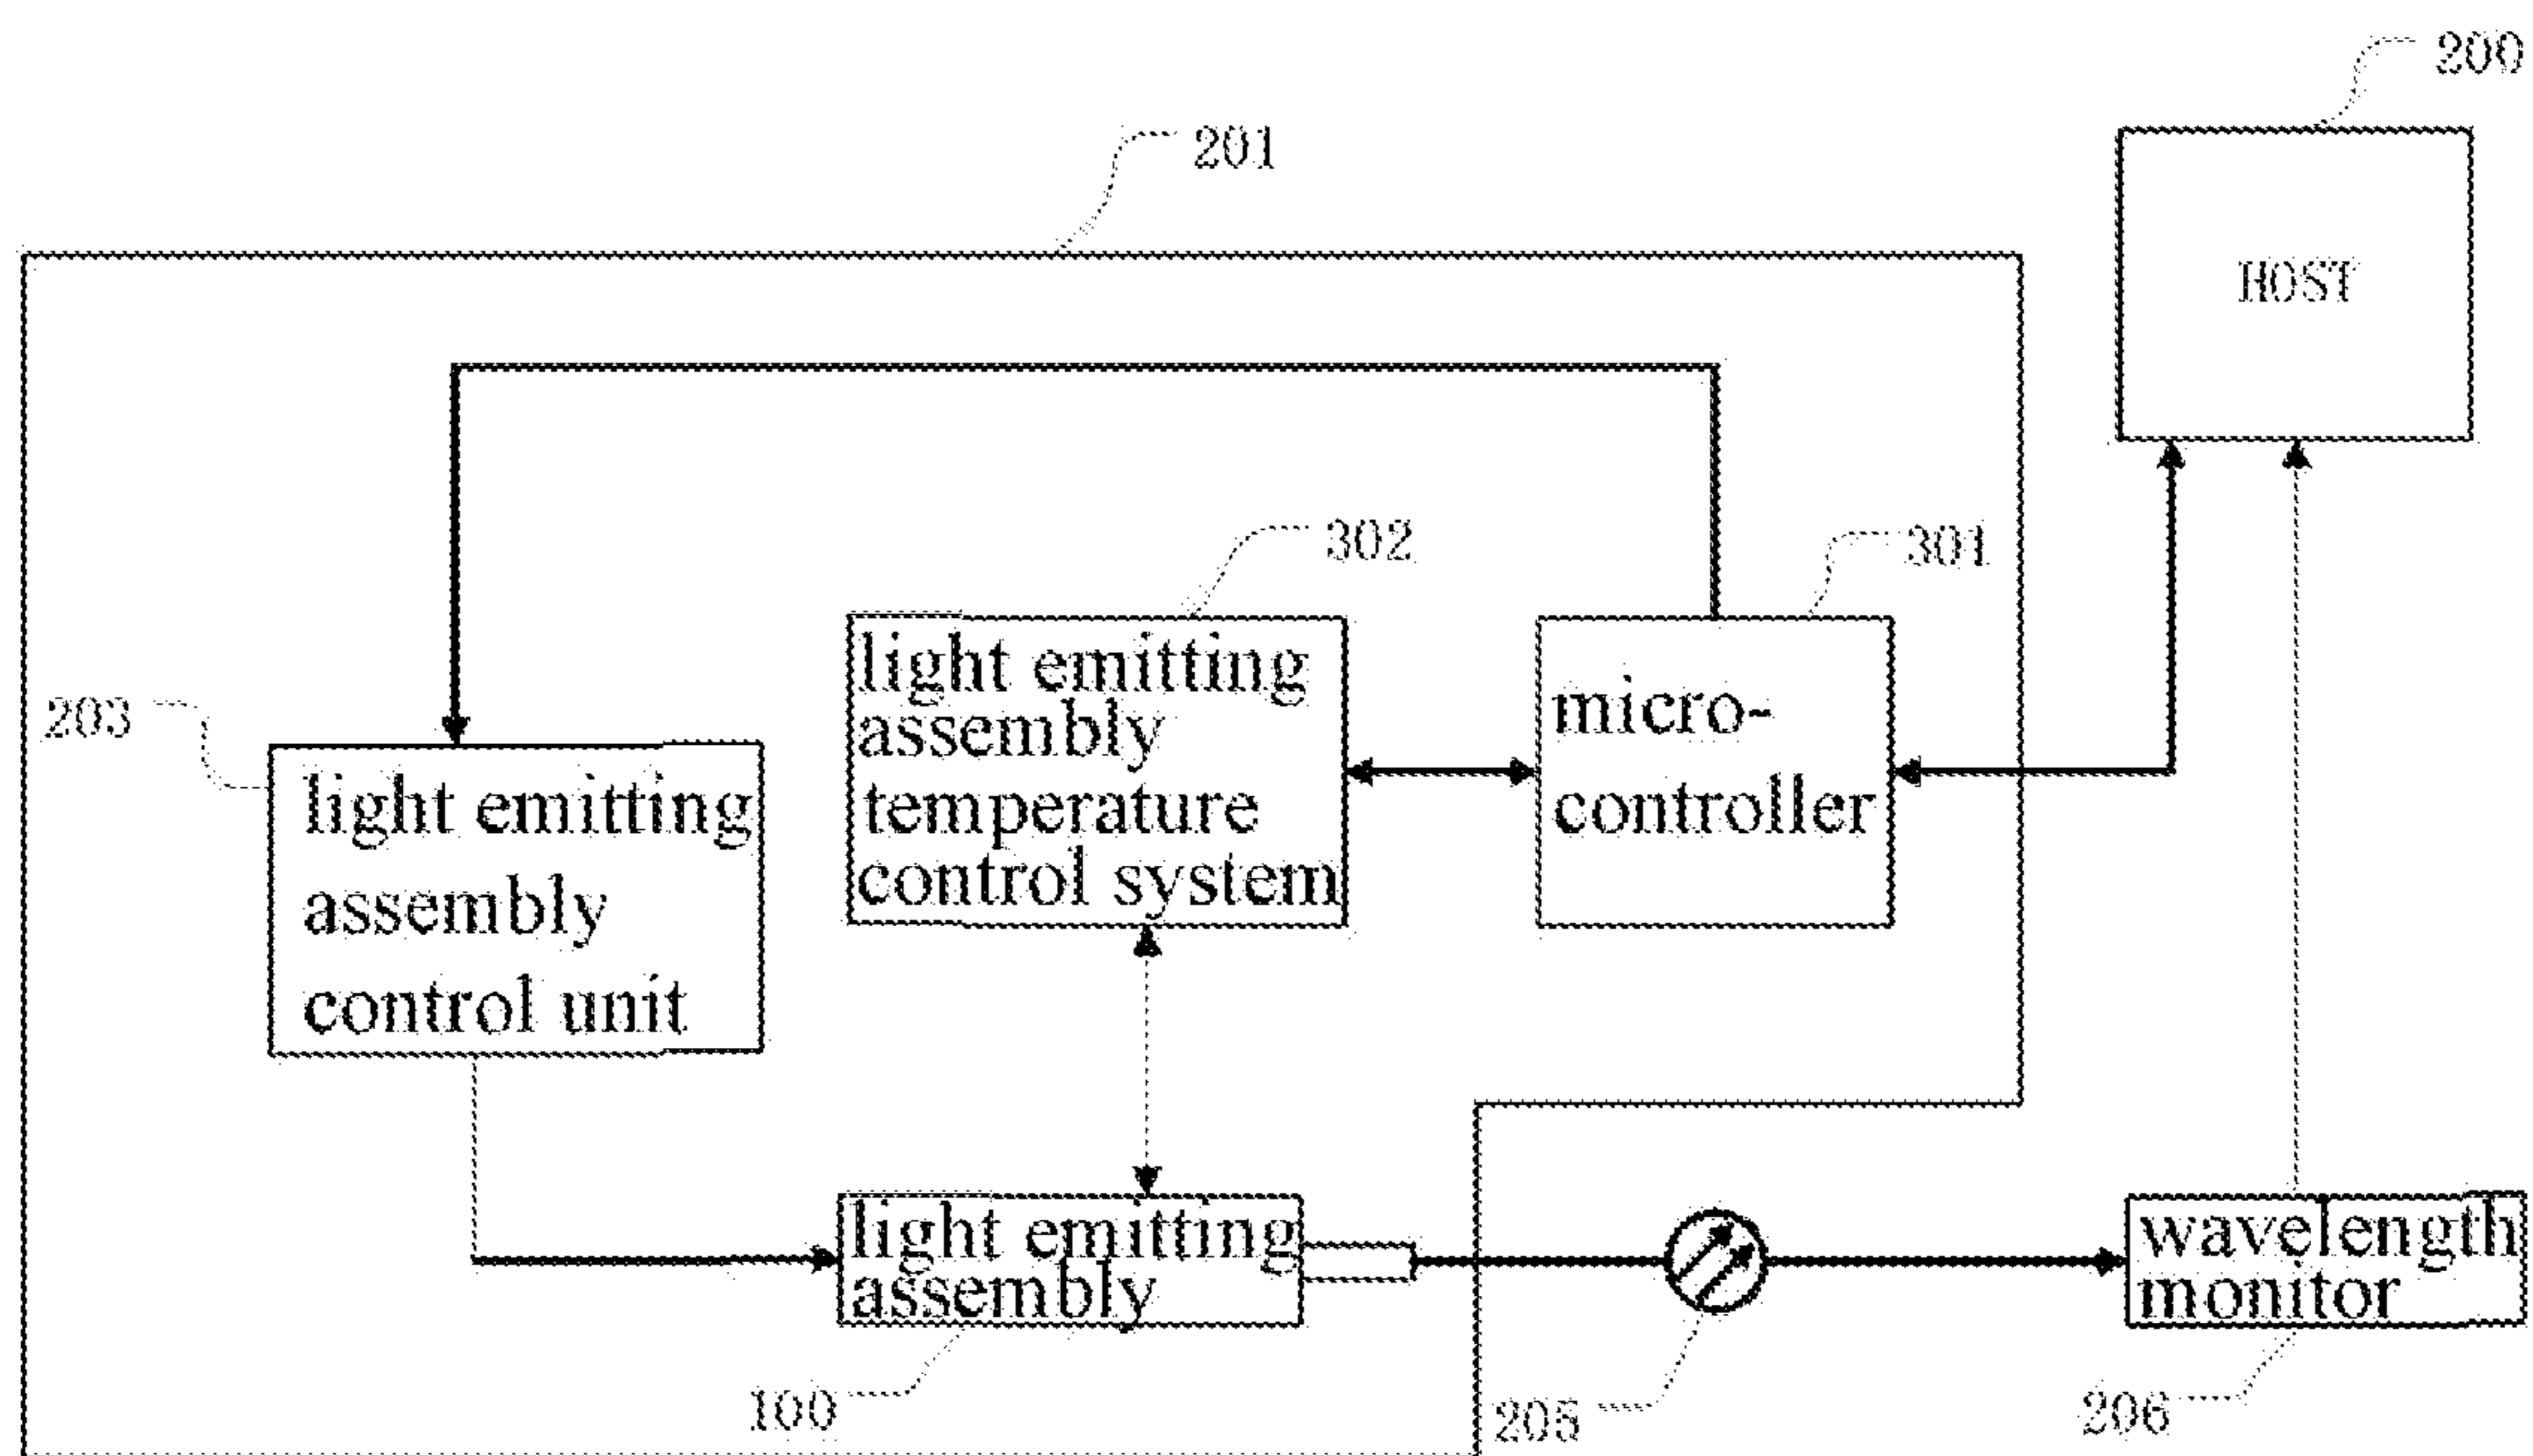 200
201
HOST
302
301
light emitting
assembly
temperature
control system
micro-
controller
203
light emitting
assembly
control unit
light emitting
assembly
wavelength
monitor
100
205
206